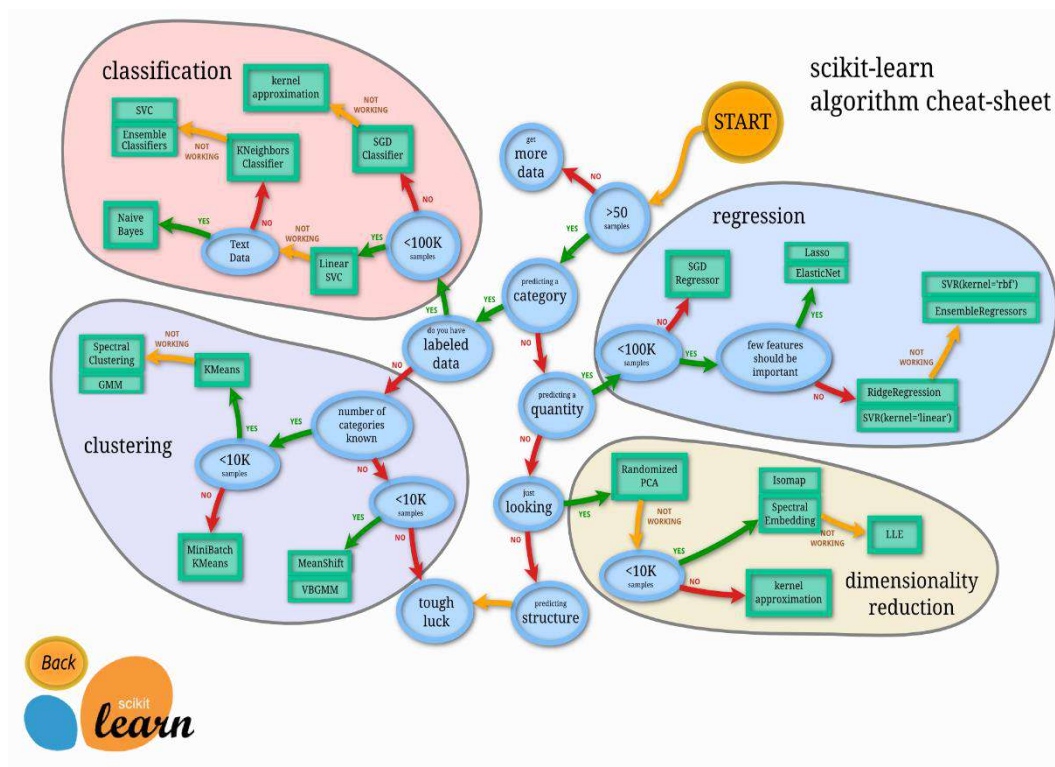 scikit-learn
algorithm cheat-sheet
START
get
more
data
NO
>50
samples
YES
predicting a
category
YES
NO
do you have
labeled
data
YES
NO
predicting a
quantity
YES
NO
just
looking
YES
NO
predicting
structure
tough
luck
classification
kernel
approximation
NOT
WORKING
SGD
Classifier
NO
<100K
samples
YES
Linear
SVC
NOT
WORKING
Text
Data
YES
Naive
Bayes
NO
KNeighbors
Classifier
NOT
WORKING
SVC
Ensemble
Classifiers
regression
<100K
samples
NO
SGD
Regressor
YES
few features
should be
important
YES
Lasso
ElasticNet
NO
RidgeRegression
SVR(kernel='linear')
NOT
WORKING
SVR(kernel='rbf')
EnsembleRegressors
clustering
number of
categories
known
YES
<10K
samples
YES
KMeans
NOT
WORKING
Spectral
Clustering
GMM
NO
MiniBatch
KMeans
NO
<10K
samples
YES
MeanShift
VBGMM
NO
dimensionality
reduction
Randomized
PCA
NOT
WORKING
<10K
samples
YES
Isomap
Spectral
Embedding
NOT
WORKING
LLE
NO
kernel
approximation
Back
scikit
learn